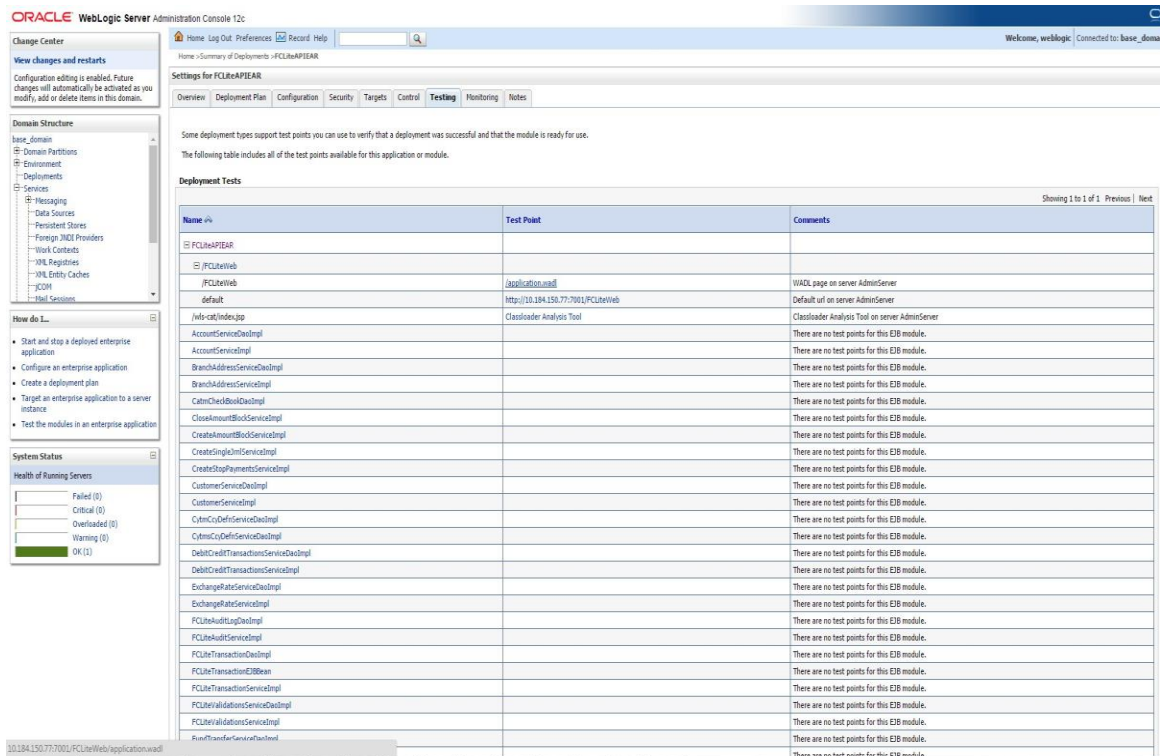 ORACLE WebLogic Server Administration Console 12c
Change Center
View changes and restarts
Configuration editing is enabled. Future
changes will automatically be activated as you
modify, add or delete items in this domain.
Domain Structure
base_domain
Domain Partitions
Environment
Deployments
Services
Messaging
Data Sources
Persistent Stores
Foreign JNDI Providers
Work Contexts
XML Registries
XML Entity Caches
jCOM
Mail Sessions
How do I...
Start and stop a deployed enterprise
application
Configure an enterprise application
Create a deployment plan
Target an enterprise application to a server
instance
Test the modules in an enterprise application
System Status
Health of Running Servers
Failed (0)
Critical (0)
Overloaded (0)
Warning (0)
OK (1)
Home Log Out Preferences Record Help
Welcome, weblogic Connected to: base_doma
Home >Summary of Deployments >FCLiteAPIEAR
Settings for FCLiteAPIEAR
Overview Deployment Plan Configuration Security Targets Control Testing Monitoring Notes
Some deployment types support test points you can use to verify that a deployment was successful and that the module is ready for use.
The following table includes all of the test points available for this application or module.
Deployment Tests
Showing 1 to 1 of 1 Previous | Next
Name Test Point Comments
FCLiteAPIEAR
/FCLiteWeb
/FCLiteWeb /application.wadl WADL page on server AdminServer
default http://10.184.150.77:7001/FCLiteWeb Default url on server AdminServer
/wls-cat/index.jsp Classloader Analysis Tool Classloader Analysis Tool on server AdminServer
AccountServiceDaoImpl There are no test points for this EJB module.
AccountServiceImpl There are no test points for this EJB module.
BranchAddressServiceDaoImpl There are no test points for this EJB module.
BranchAddressServiceImpl There are no test points for this EJB module.
CatmCheckBookDaoImpl There are no test points for this EJB module.
CloseAmountBlockServiceImpl There are no test points for this EJB module.
CreateAmountBlockServiceImpl There are no test points for this EJB module.
CreateSingleJrnlServiceImpl There are no test points for this EJB module.
CreateStopPaymentsServiceImpl There are no test points for this EJB module.
CustomerServiceDaoImpl There are no test points for this EJB module.
CustomerServiceImpl There are no test points for this EJB module.
CytmCcyDefnServiceDaoImpl There are no test points for this EJB module.
CytmsCcyDefnServiceImpl There are no test points for this EJB module.
DebitCreditTransactionsServiceDaoImpl There are no test points for this EJB module.
DebitCreditTransactionsServiceImpl There are no test points for this EJB module.
ExchangeRateServiceDaoImpl There are no test points for this EJB module.
ExchangeRateServiceImpl There are no test points for this EJB module.
FCLiteAuditLogDaoImpl There are no test points for this EJB module.
FCLiteAuditServiceImpl There are no test points for this EJB module.
FCLiteTransactionDaoImpl There are no test points for this EJB module.
FCLiteTransactionEJBBean There are no test points for this EJB module.
FCLiteTransactionServiceImpl There are no test points for this EJB module.
FCLiteValidationsServiceDaoImpl There are no test points for this EJB module.
FCLiteValidationsServiceImpl There are no test points for this EJB module.
FundTransferServiceDaoImpl There are no test points for this EJB module.
There are no test points for this EJB module.
10.184.150.77:7001/FCLiteWeb/application.wadl